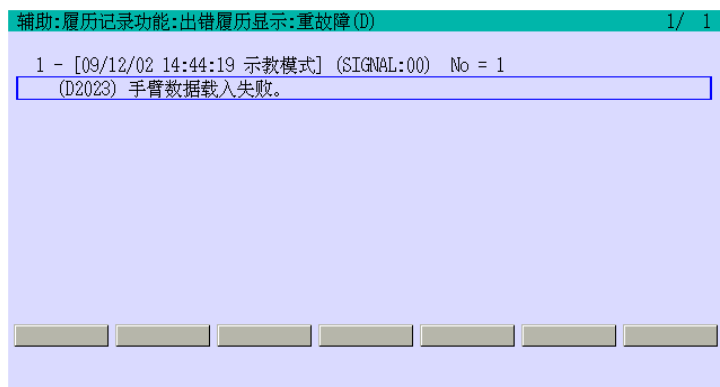 辅助:履历记录功能:出错履历显示:重故障(D) 1/ 1
1 - [09/12/02 14:44:19 示教模式] (SIGNAL:00) No = 1
(D2023) 手臂数据载入失败。